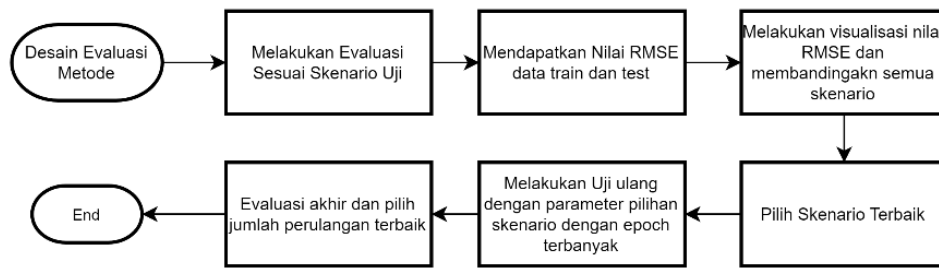 Desain Evaluasi
Metode
Melakukan Evaluasi
Sesuai Skenario Uji
Mendapatkan Nilai RMSE
data train dan test
Melakukan visualisasi nilai
RMSE dan
membandingakn semua
skenario
Pilih Skenario Terbaik
Melakukan Uji ulang
dengan parameter pilihan
skenario dengan epoch
terbanyak
Evaluasi akhir dan pilih
jumlah perulangan terbaik
End